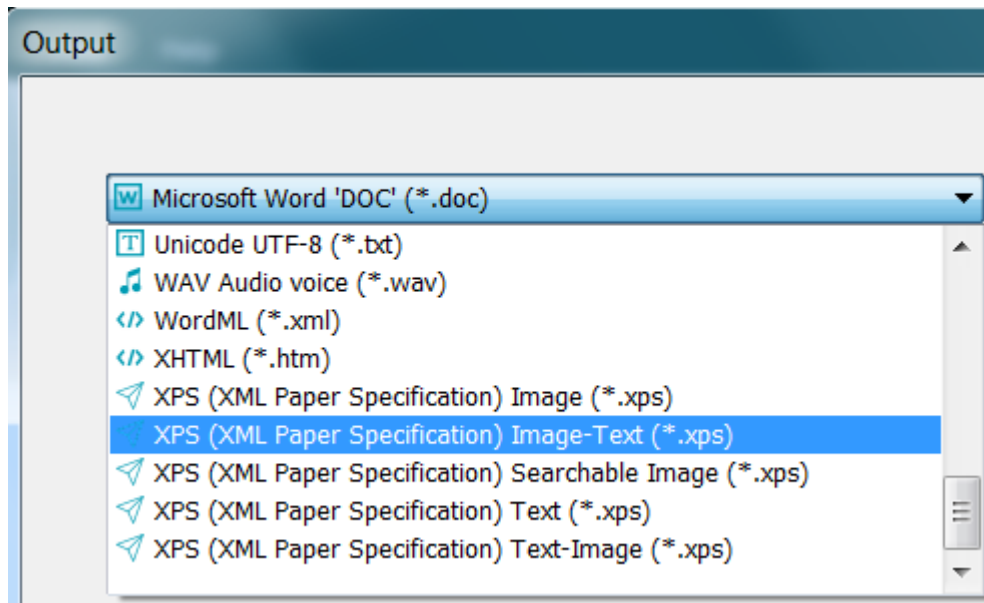 Output
Microsoft Word 'DOC' (*.doc)
Unicode UTF-8 (*.txt)
WAV Audio voice (*.wav)
WordML (*.xml)
XHTML (*.htm)
XPS (XML Paper Specification) Image (*.xps)
XPS (XML Paper Specification) Image-Text (*.xps)
XPS (XML Paper Specification) Searchable Image (*.xps)
XPS (XML Paper Specification) Text (*.xps)
XPS (XML Paper Specification) Text-Image (*.xps)